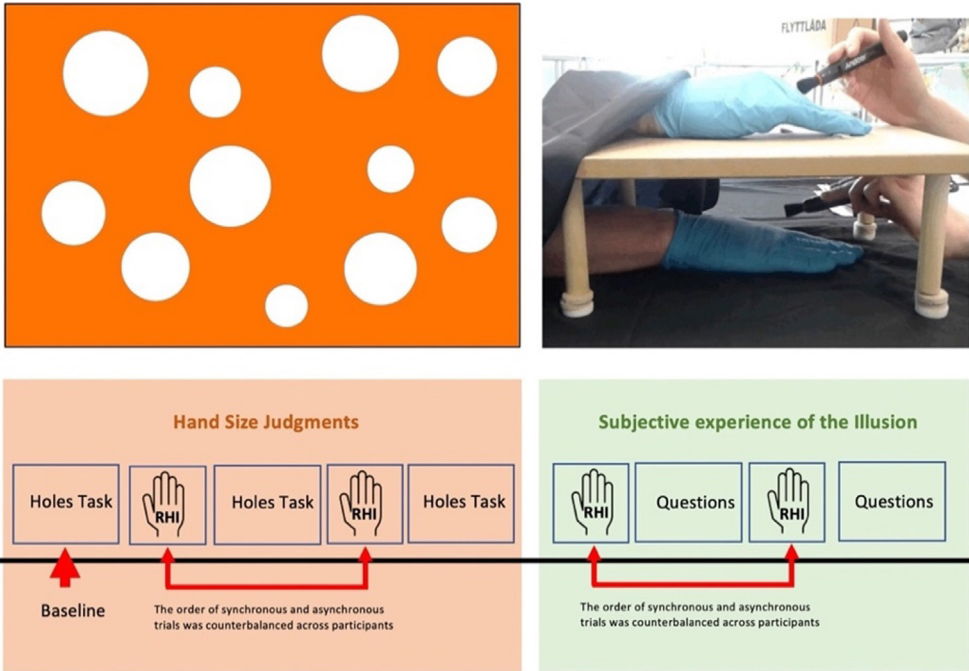 FLYTTLÅDA
Hand Size Judgments
Holes Task
RHI
Holes Task
RHI
Holes Task
Baseline
The order of synchronous and asynchronous
trials was counterbalanced across participants
Subjective experience of the Illusion
RHI
Questions
RHI
Questions
The order of synchronous and asynchronous
trials was counterbalanced across participants